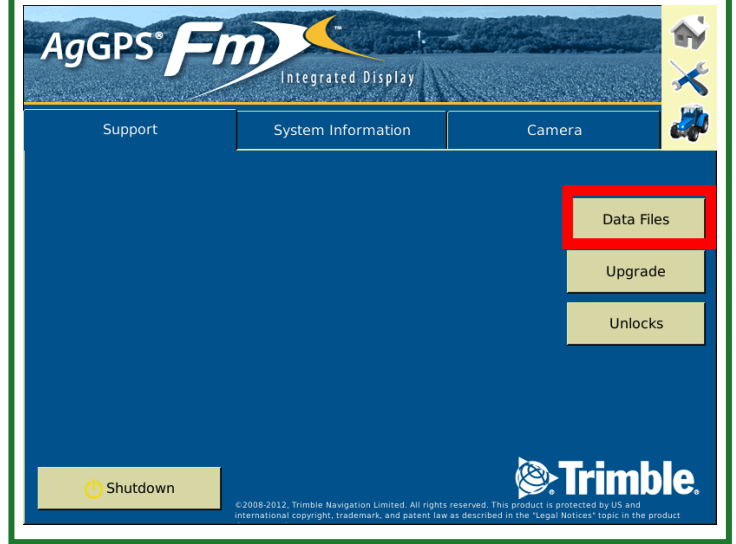 AgGPS® FmX™
Integrated Display
Support
System Information
Camera
Data Files
Upgrade
Unlocks
Shutdown
Trimble®
©2008-2012, Trimble Navigation Limited. All rights reserved. This product is protected by US and
international copyright, trademark, and patent law as described in the "Legal Notices" topic in the product